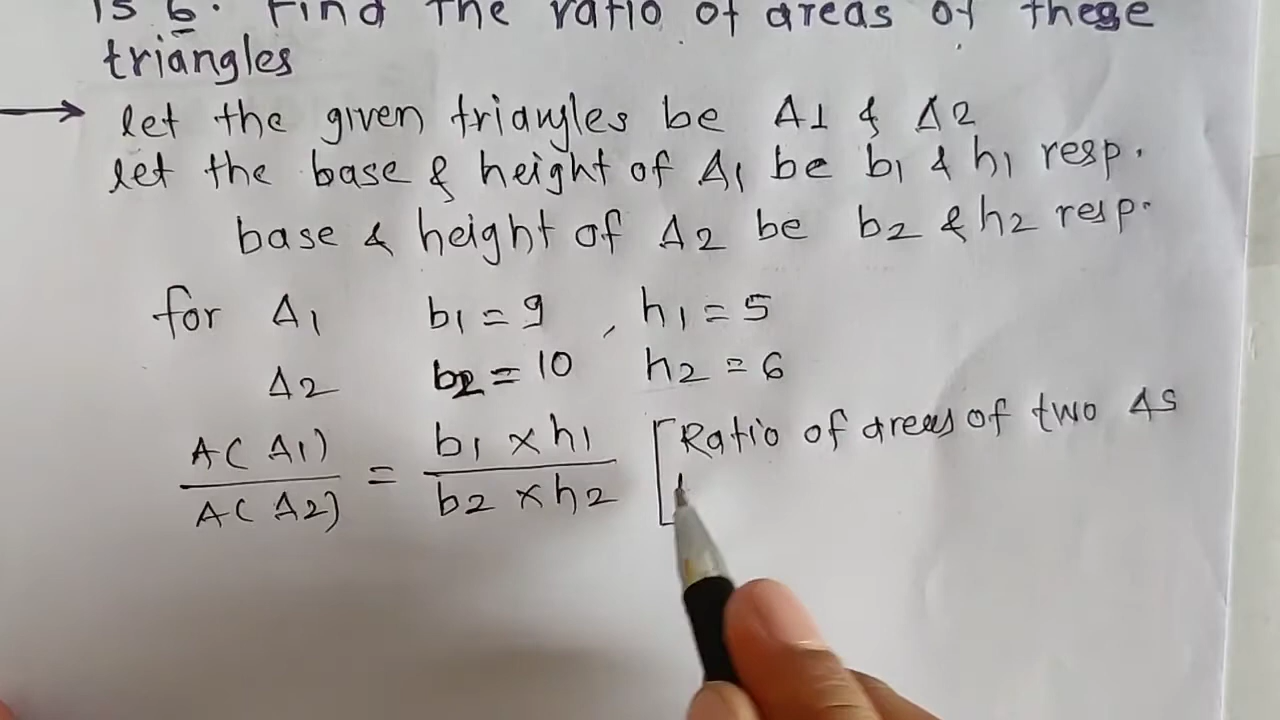 is 6. Find the ratio of areas of these
triangles
→ let the given triangles be Δ1 & Δ2
let the base & height of Δ1 be b1 & h1 resp.
base & height of Δ2 be b2 & h2 resp.
for Δ1 b1 = 9 , h1 = 5
Δ2 b2 = 10 h2 = 6
A(Δ1) / A(Δ2) = b1 × h1 / b2 × h2 [Ratio of areas of two Δs